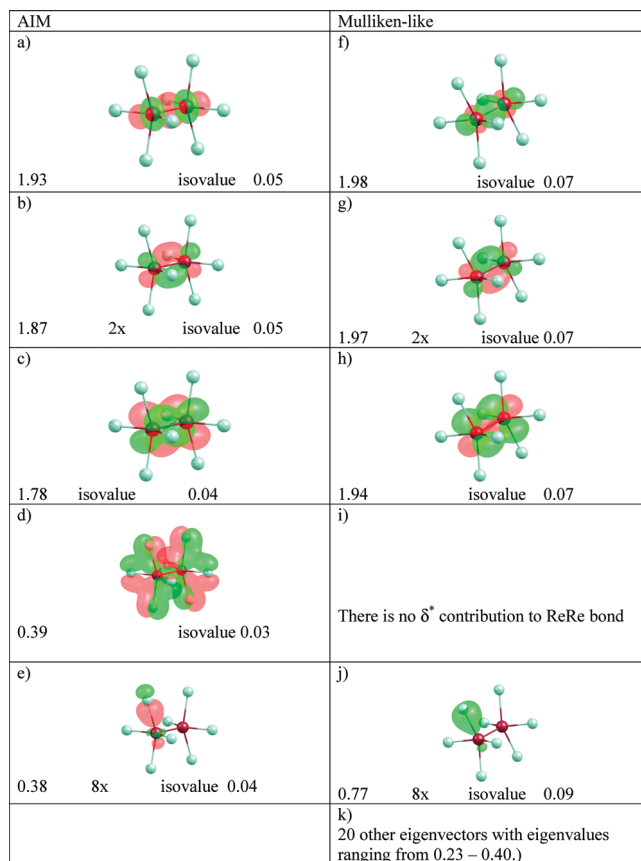 AIM
Mulliken-like
a)
1.93 isovalue 0.05
f)
1.98 isovalue 0.07
b)
1.87 2x isovalue 0.05
g)
1.97 2x isovalue 0.07
c)
1.78 isovalue 0.04
h)
1.94 isovalue 0.07
d)
0.39 isovalue 0.03
i)
There is no δ* contribution to ReRe bond
e)
0.38 8x isovalue 0.04
j)
0.77 8x isovalue 0.09
k)
20 other eigenvectors with eigenvalues
ranging from 0.23 – 0.40.)